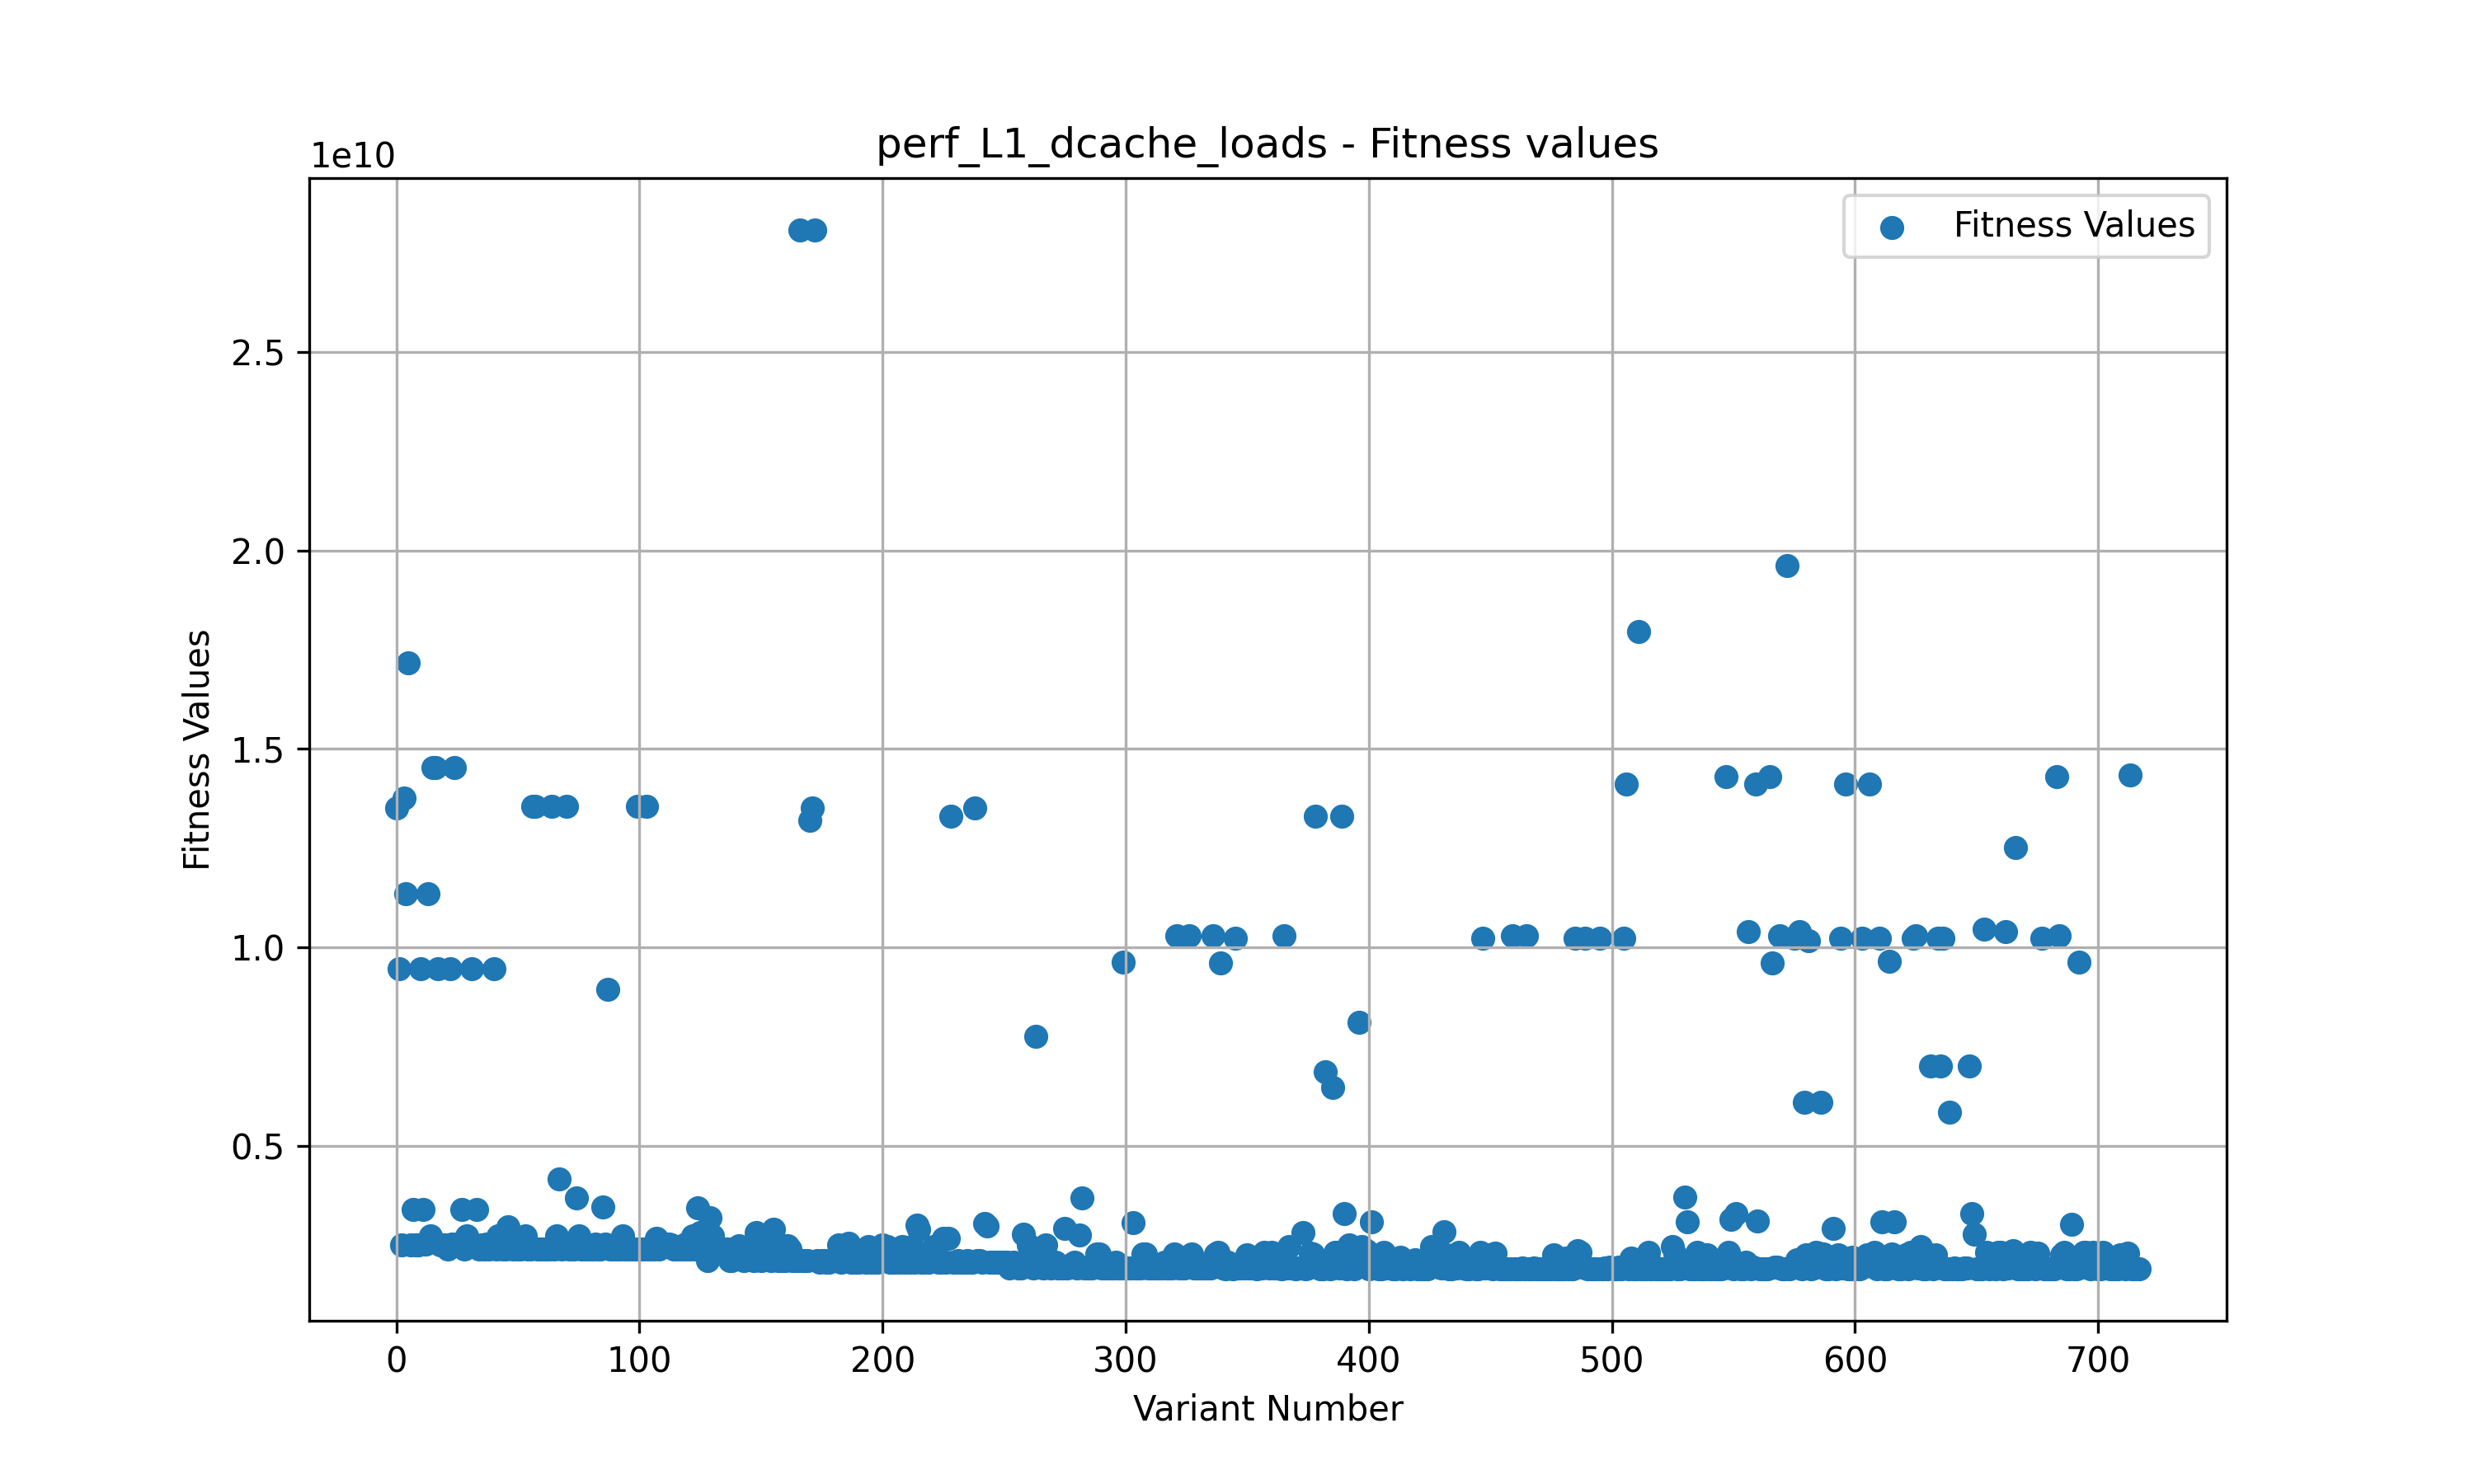 perf_L1_dcache_loads - Fitness values
1e10
Fitness Values
2.5
2.0
1.5
1.0
0.5
Fitness Values
0 100 200 300 400 500 600 700
Variant Number